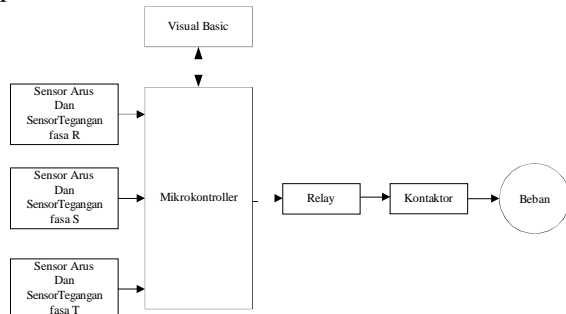 Visual Basic
Sensor Arus
Dan
SensorTegangan
fasa R
Sensor Arus
Dan
SensorTegangan
fasa S
Sensor Arus
Dan
SensorTegangan
fasa T
Mikrokontroller
Relay
Kontaktor
Beban